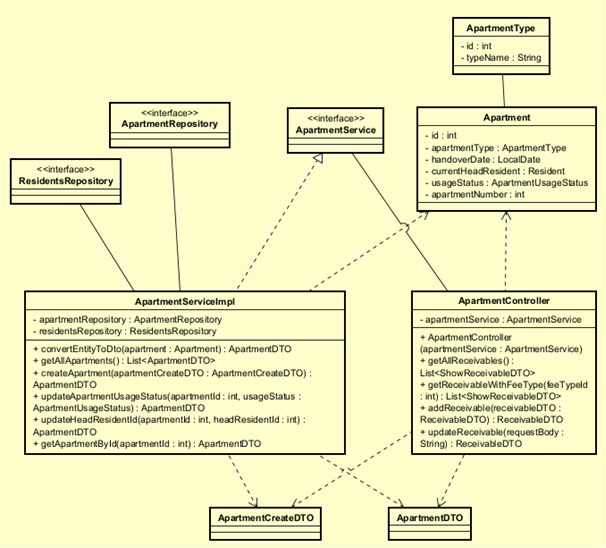 ApartmentType
- id : int
- typeName : String
<<interface>>
ApartmentRepository
<<interface>>
ApartmentService
Apartment
- id : int
- apartmentType : ApartmentType
- handoverDate : LocalDate
- currentHeadResident : Resident
- usageStatus : ApartmentUsageStatus
- apartmentNumber : int
<<interface>>
ResidentsRepository
ApartmentServiceImpl
- apartmentRepository : ApartmentRepository
- residentsRepository : ResidentsRepository
+ convertEntityToDto(apartment : Apartment) : ApartmentDTO
+ getAllAparments() : List<ApartmentDTO>
+ createApartment(apartmentCreateDTO : ApartmentCreateDTO) :
ApartmentDTO
+ updateApartmentUsageStatus(apartmentId : int, usageStatus :
ApartmentUsageStatus) : ApartmentDTO
+ updateHeadResidentId(apartmentId : int, headResidentId : int) :
ApartmentDTO
+ getApartmentById(apartmentId : int) : ApartmentDTO
ApartmentController
- apartmentService : ApartmentService
+ ApartmentController
(apartmentService : ApartmentService)
+ getAllReceivables() :
List<ShowReceivableDTO>
+ getReceivableWithFeeType(feeTypeId
: int) : List<ShowReceivableDTO>
+ addReceivable(receivableDTO :
ReceivableDTO) : ReceivableDTO
+ updateReceivable(requestBody :
String) : ReceivableDTO
ApartmentCreateDTO
ApartmentDTO